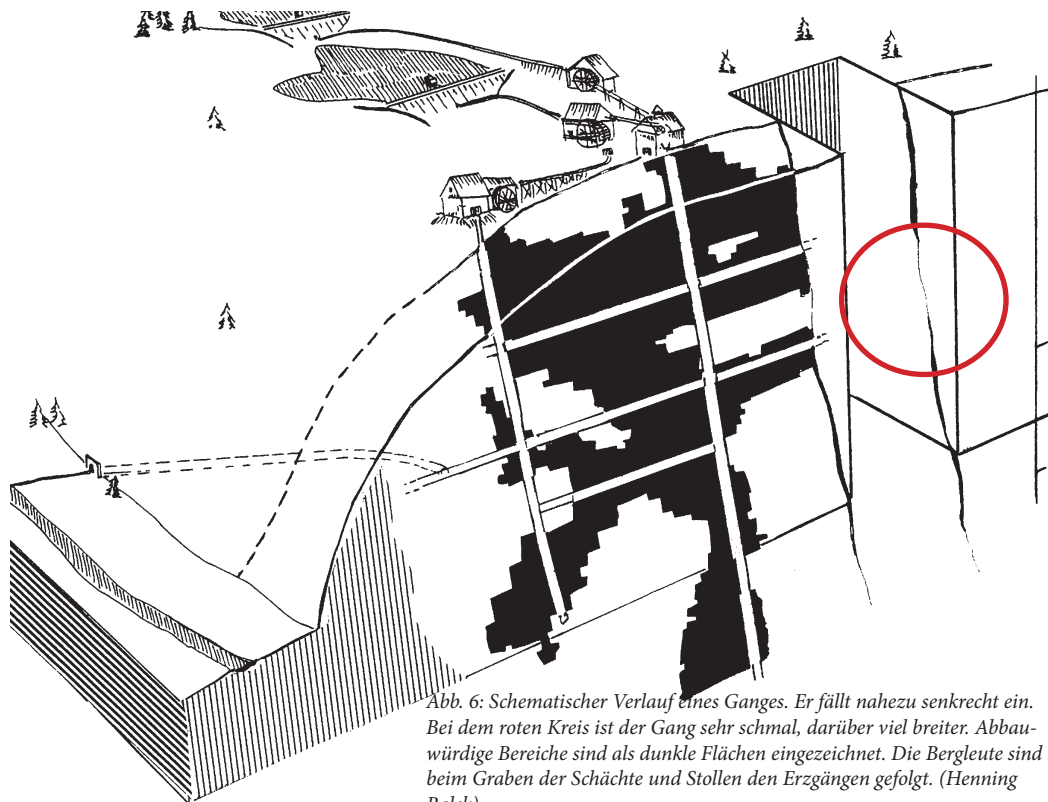 Abb. 6: Schematischer Verlauf eines Ganges. Er fällt nahezu senkrecht ein.
Bei dem roten Kreis ist der Gang sehr schmal, darüber viel breiter. Abbau-
würdige Bereiche sind als dunkle Flächen eingezeichnet. Die Bergleute sind
beim Graben der Schächte und Stollen den Erzgängen gefolgt. (Henning